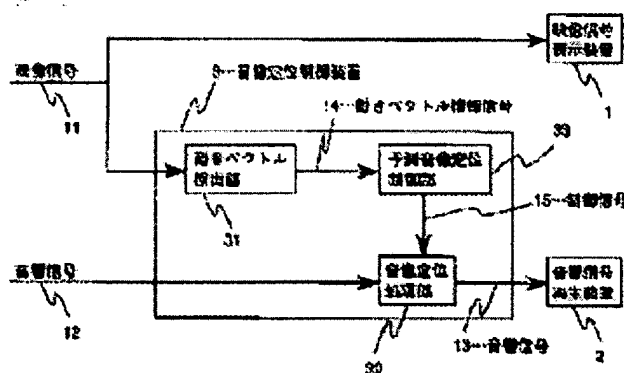 映像信号
11
音響信号
12
3…音像定位制御装置
14…動きベクトル情報信号
動きベクトル
検出器
31
予測音像定位
制御部
33
15…制御信号
音像定位
処理部
30
13…音響信号
映像信号
表示装置
1
音響信号
再生装置
2